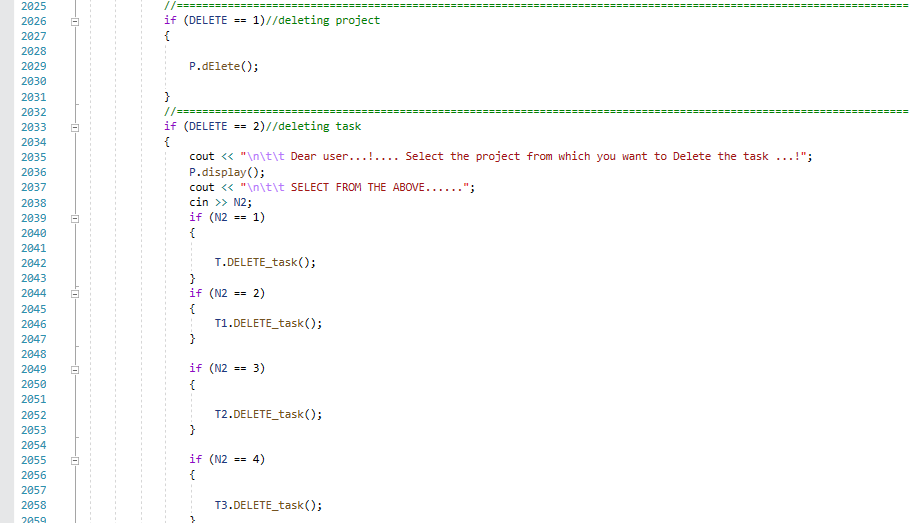 2025 //==================================================================================================================
2026 if (DELETE == 1)//deleting project
2027 {
2028
2029 P.dElete();
2030
2031 }
2032 //==================================================================================================================
2033 if (DELETE == 2)//deleting task
2034 {
2035 cout << "\n\t\t Dear user...!.... Select the project from which you want to Delete the task ...!";
2036 P.display();
2037 cout << "\n\t\t SELECT FROM THE ABOVE......";
2038 cin >> N2;
2039 if (N2 == 1)
2040 {
2041
2042 T.DELETE_task();
2043 }
2044 if (N2 == 2)
2045 {
2046 T1.DELETE_task();
2047 }
2048
2049 if (N2 == 3)
2050 {
2051
2052 T2.DELETE_task();
2053 }
2054
2055 if (N2 == 4)
2056 {
2057
2058 T3.DELETE_task();
2059 }